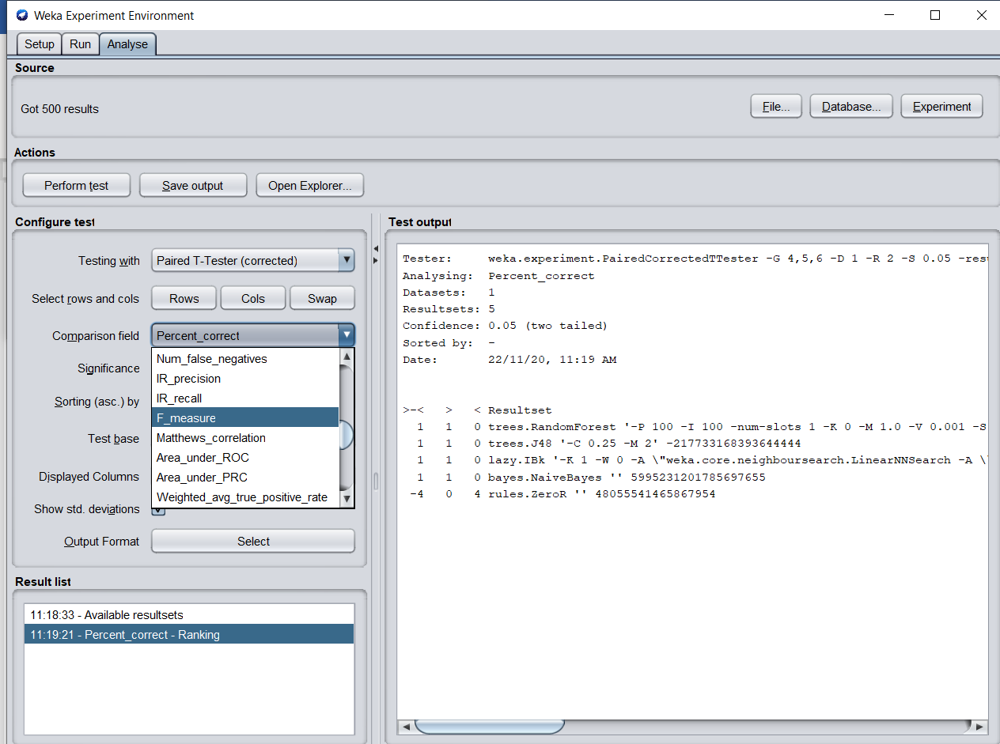 Weka Experiment Environment
Setup Run Analyse
Source
Got 500 results
File... Database... Experiment
Actions
Perform test Save output Open Explorer...
Configure test
Testing with Paired T-Tester (corrected)
Select rows and cols Rows Cols Swap
Comparison field Percent_correct
Num_false_negatives
Significance
IR_precision
IR_recall
Sorting (asc.) by
F_measure
Test base Matthews_correlation
Area_under_ROC
Displayed Columns Area_under_PRC
Weighted_avg_true_positive_rate
Show std. deviations
Output Format Select
Result list
11:18:33 - Available resultsets
11:19:21 - Percent_correct - Ranking
Test output
Tester: weka.experiment.PairedCorrectedTTester -G 4,5,6 -D 1 -R 2 -S 0.05 -resu
Analysing: Percent_correct
Datasets: 1
Resultsets: 5
Confidence: 0.05 (two tailed)
Sorted by: -
Date: 22/11/20, 11:19 AM
>-< > < Resultset
1 1 0 trees.RandomForest '-P 100 -I 100 -num-slots 1 -K 0 -M 1.0 -V 0.001 -S
1 1 0 trees.J48 '-C 0.25 -M 2' -217733168393644444
1 1 0 lazy.IBk '-K 1 -W 0 -A \"weka.core.neighboursearch.LinearNNSearch -A \
1 1 0 bayes.NaiveBayes '' 5995231201785697655
-4 0 4 rules.ZeroR '' 48055541465867954